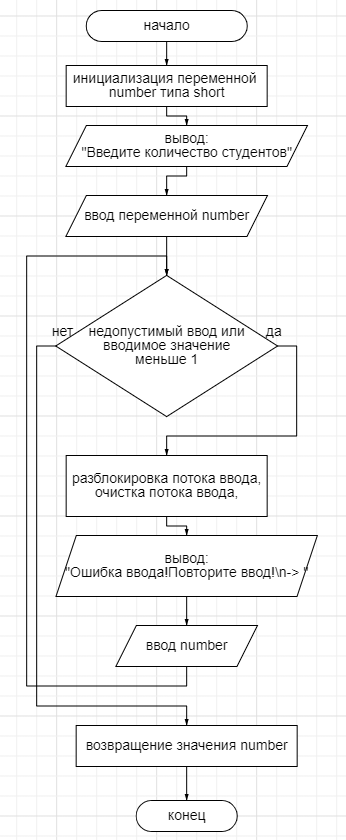 начало
инициализация переменной
number типа short
вывод:
"Введите количество студентов"
ввод переменной number
нет
недопустимый ввод или
вводимое значение
меньше 1
да
разблокировка потока ввода,
очистка потока ввода,
вывод:
"Ошибка ввода!Повторите ввод!\n-> "
ввод number
возвращение значения number
конец